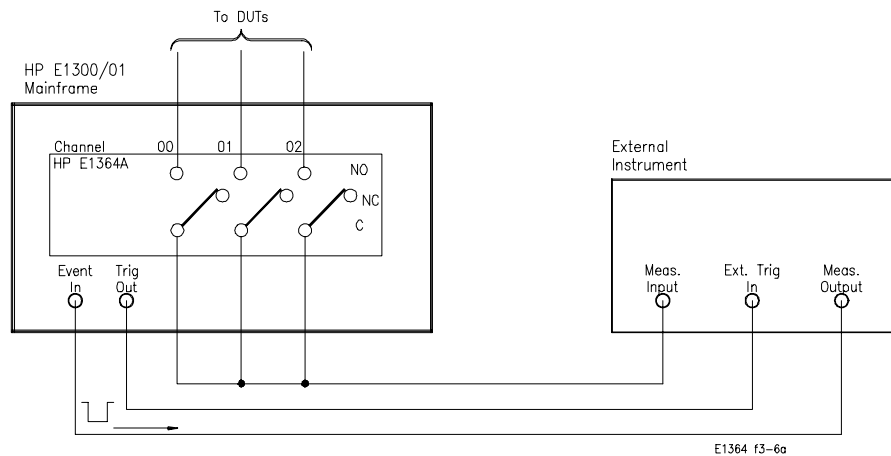 To DUTs
HP E1300/01
Mainframe
Channel 00 01 02
HP E1364A
NO
NC
C
External
Instrument
Event
In
Trig
Out
Meas.
Input
Ext. Trig
In
Meas.
Output
E1364 f3-6a